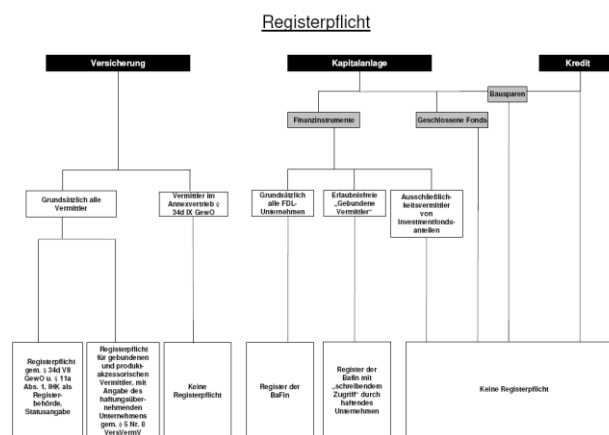 Registerpflicht
Versicherung
Kapitalanlage
Kredit
Bausparen
Finanzinstrumente
Geschlossene Fonds
Grundsätzlich alle
Vermittler
Vermittler im
Annexvertrieb §
34d IX GewO
Grundsätzlich
alle FDL-
Unternehmen
Erlaubnisfreie
„Gebundene
Vermittler“
Ausschließlich-
keitsvermittler
von
Investmentfonds-
anteilen
Registerpflicht
gem. § 34d VII
GewO u. § 11a
Abs. 1, IHK als
Register-
behörde,
Statusangabe
Registerpflicht
für gebundenen
und produkt-
akzessorischen
Vermittler, mit
Angabe des
haftungsüber-
nehmenden
Unternehmens
gem. § 5 Nr. 8
VersVermV
Keine
Registerpflicht
Register der
BaFin
Register der
Bafin mit
„schreibendem
Zugriff“ durch
haftendes
Unternehmen
Keine Registerpflicht